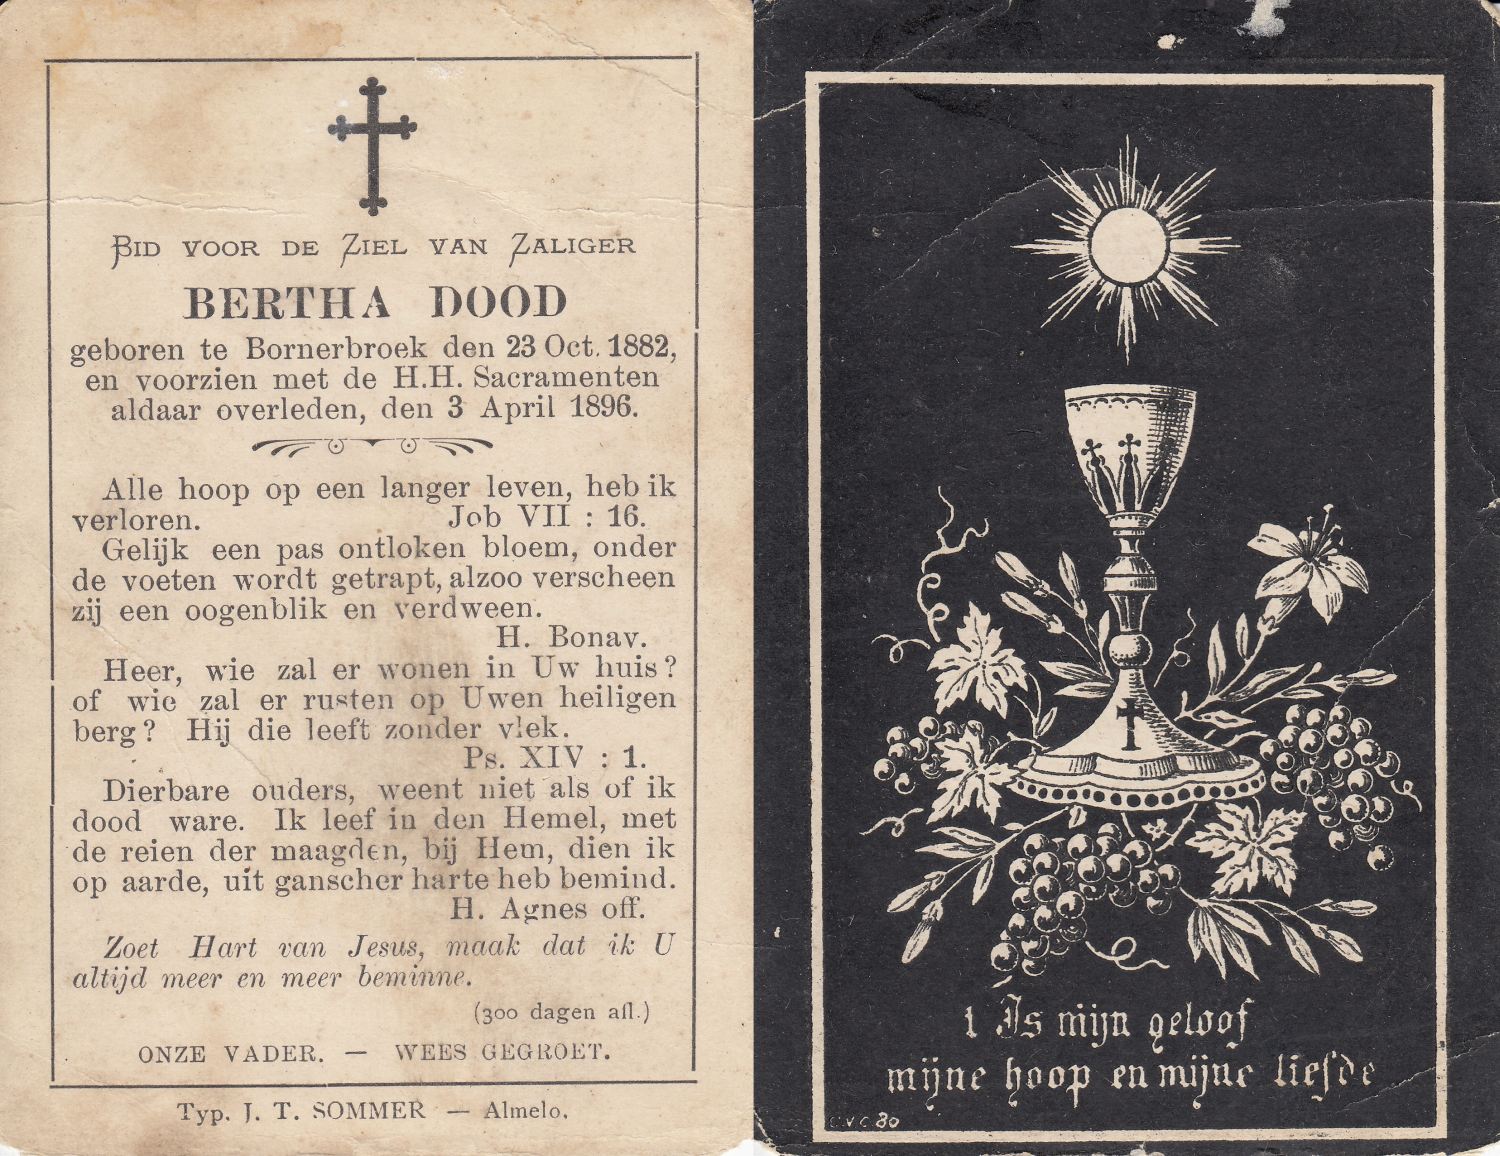 BID VOOR DE ZIEL VAN ZALIGER
BERTHA DOOD
geboren te Bornerbroek den 23 Oct. 1882,
en voorzien met de H.H. Sacramenten
aldaar overleden, den 3 April 1896.
Alle hoop op een langer leven, heb ik
verloren. Job VII : 16.
Gelijk een pas ontloken bloem, onder
de voeten wordt getrapt, alzoo verscheen
zij een oogenblik en verdween.
H. Bonav.
Heer, wie zal er wonen in Uw huis?
of wie zal er rusten op Uwen heiligen
berg? Hij die leeft zonder vlek.
Ps. XIV : 1.
Dierbare ouders, weent niet als of ik
dood ware. Ik leef in den Hemel, met
de reien der maagden, bij Hem, dien ik
op aarde, uit ganscher harte heb bemind.
H. Agnes off.
Zoet Hart van Jesus, maak dat ik U
altijd meer en meer beminne.
(300 dagen afl.)
ONZE VADER. — WEES GEGROET.
Typ. J. T. SOMMER — Almelo.
1 Is mijn geloof
mijne hoop en mijne liefde
C.V.C. 80